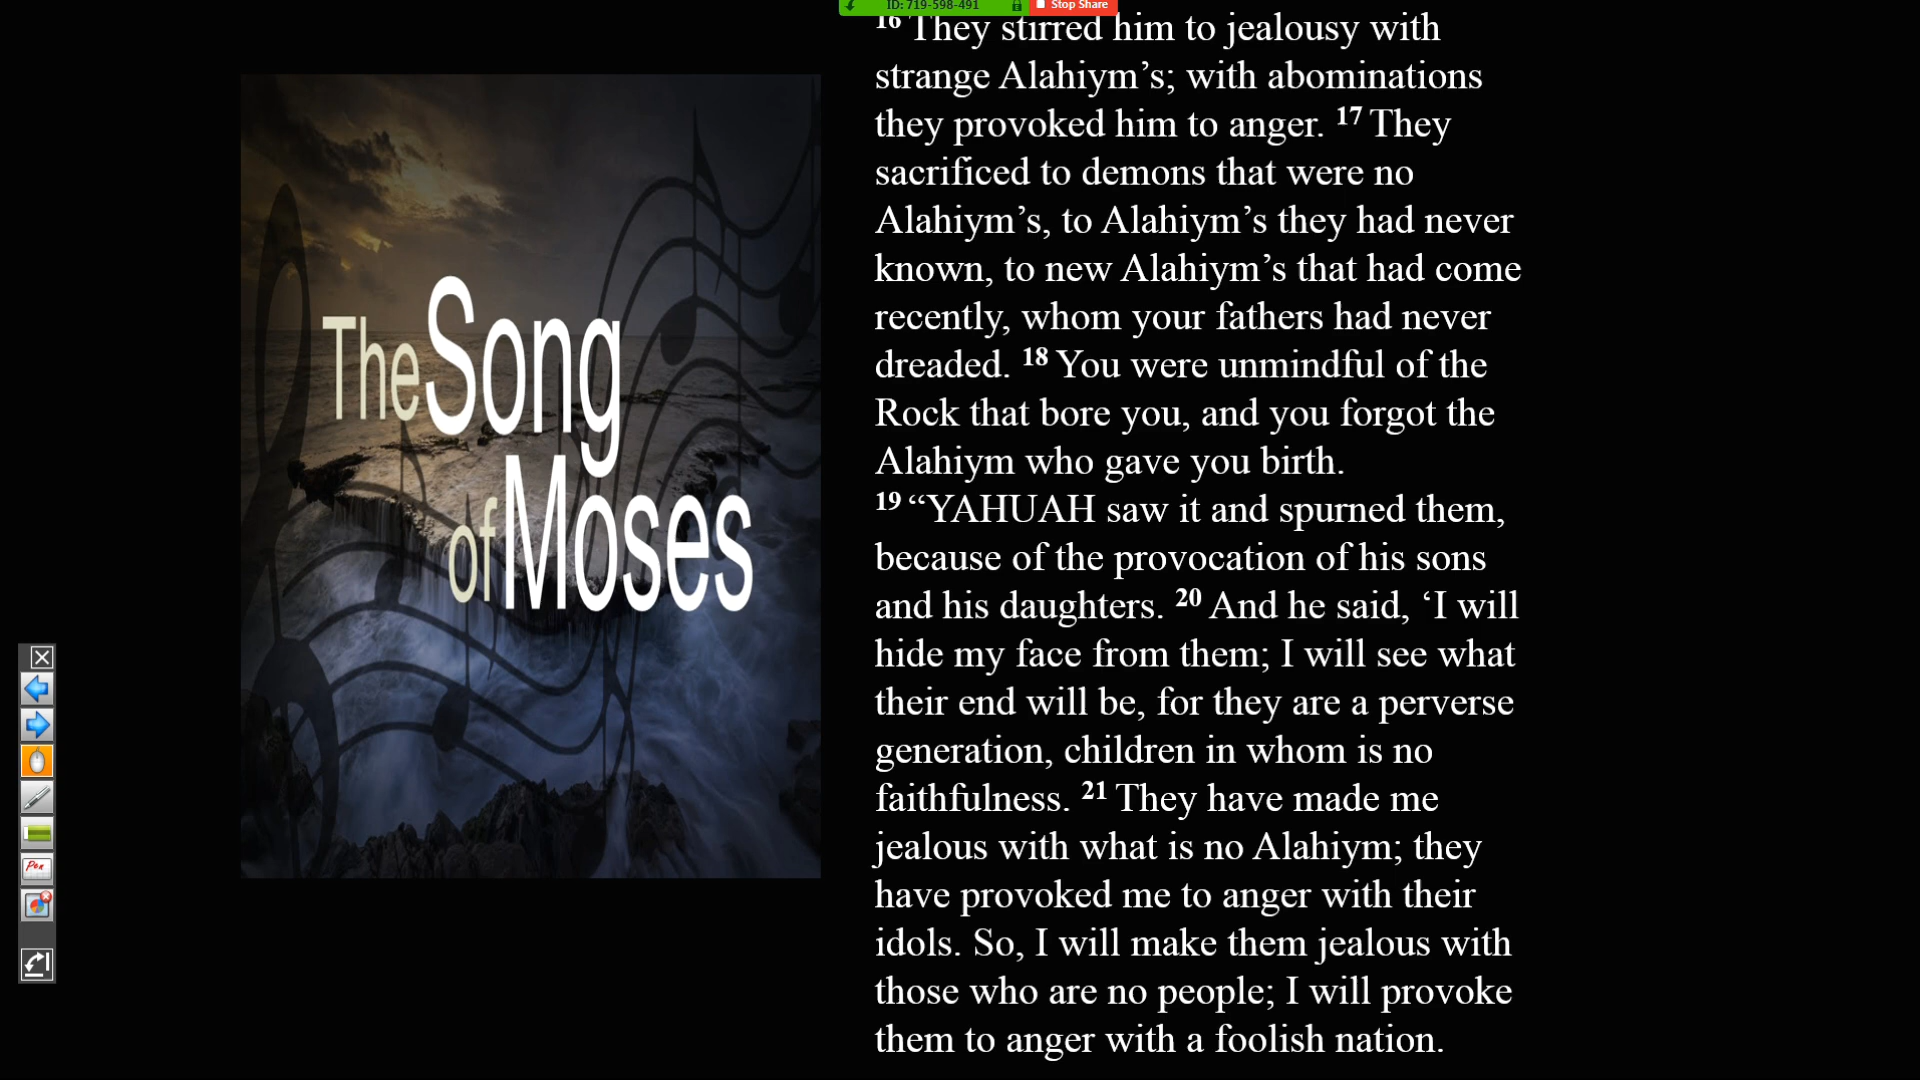 ID: 719-598-491
Stop Share
16 They stirred him to jealousy with
strange Alahiym’s; with abominations
they provoked him to anger. 17 They
sacrificed to demons that were no
Alahiym’s, to Alahiym’s they had never
known, to new Alahiym’s that had come
recently, whom your fathers had never
dreaded. 18 You were unmindful of the
Rock that bore you, and you forgot the
Alahiym who gave you birth.
19 “YAHUAH saw it and spurned them,
because of the provocation of his sons
and his daughters. 20 And he said, ‘I will
hide my face from them; I will see what
their end will be, for they are a perverse
generation, children in whom is no
faithfulness. 21 They have made me
jealous with what is no Alahiym; they
have provoked me to anger with their
idols. So, I will make them jealous with
those who are no people; I will provoke
them to anger with a foolish nation.
The Song
of Moses
Pen